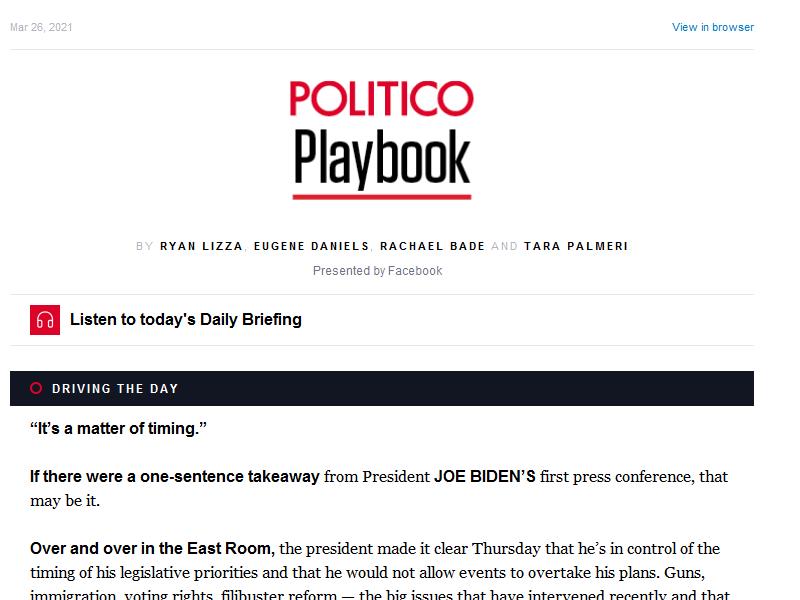 Mar 26, 2021
View in browser
POLITICO
Playbook
BY RYAN LIZZA, EUGENE DANIELS, RACHAEL BADE AND TARA PALMERI
Presented by Facebook
Listen to today's Daily Briefing
DRIVING THE DAY
“It’s a matter of timing.”
If there were a one-sentence takeaway from President JOE BIDEN’S first press conference, that
may be it.
Over and over in the East Room, the president made it clear Thursday that he’s in control of the
timing of his legislative priorities and that he would not allow events to overtake his plans. Guns,
immigration, voting rights, filibuster reform — the big issues that have intervened recently and that